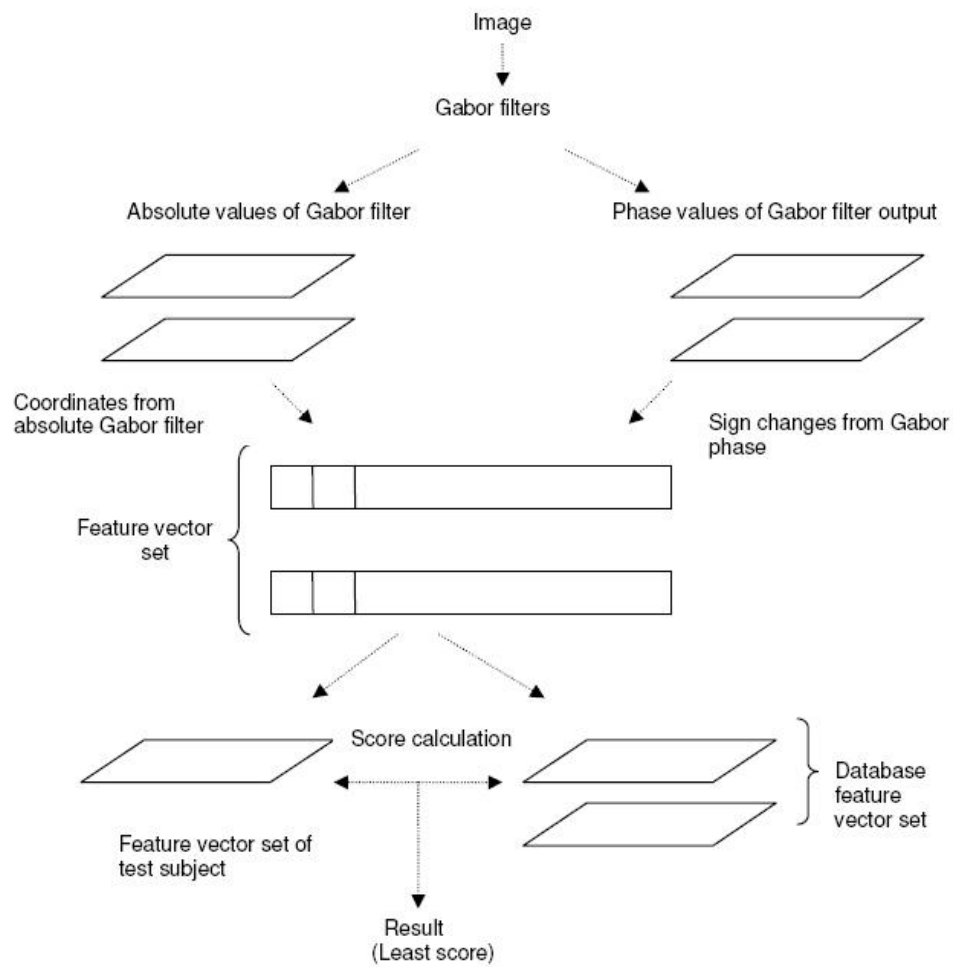 Image
Gabor filters
Absolute values of Gabor filter
Phase values of Gabor filter output
Coordinates from
absolute Gabor filter
Sign changes from Gabor
phase
Feature vector
set
Score calculation
Database
feature
vector set
Feature vector set of
test subject
Result
(Least score)